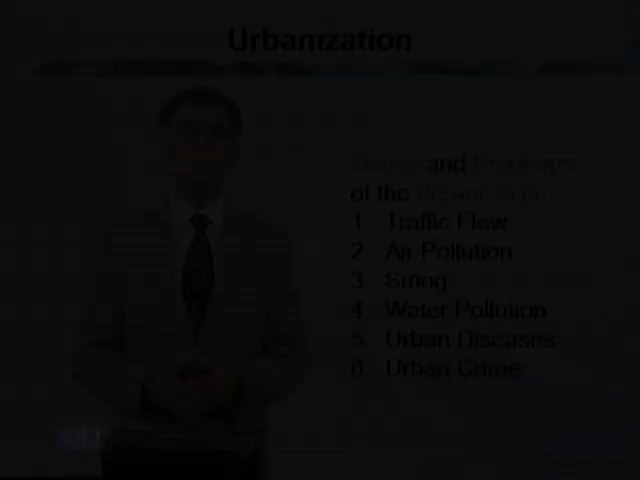 Urbanization
Issues and Problems
of the urbanization
1 Traffic Flow
2 Air Pollution
3 Smog
4 Water Pollution
5 Urban Diseases
6 Urban Crime